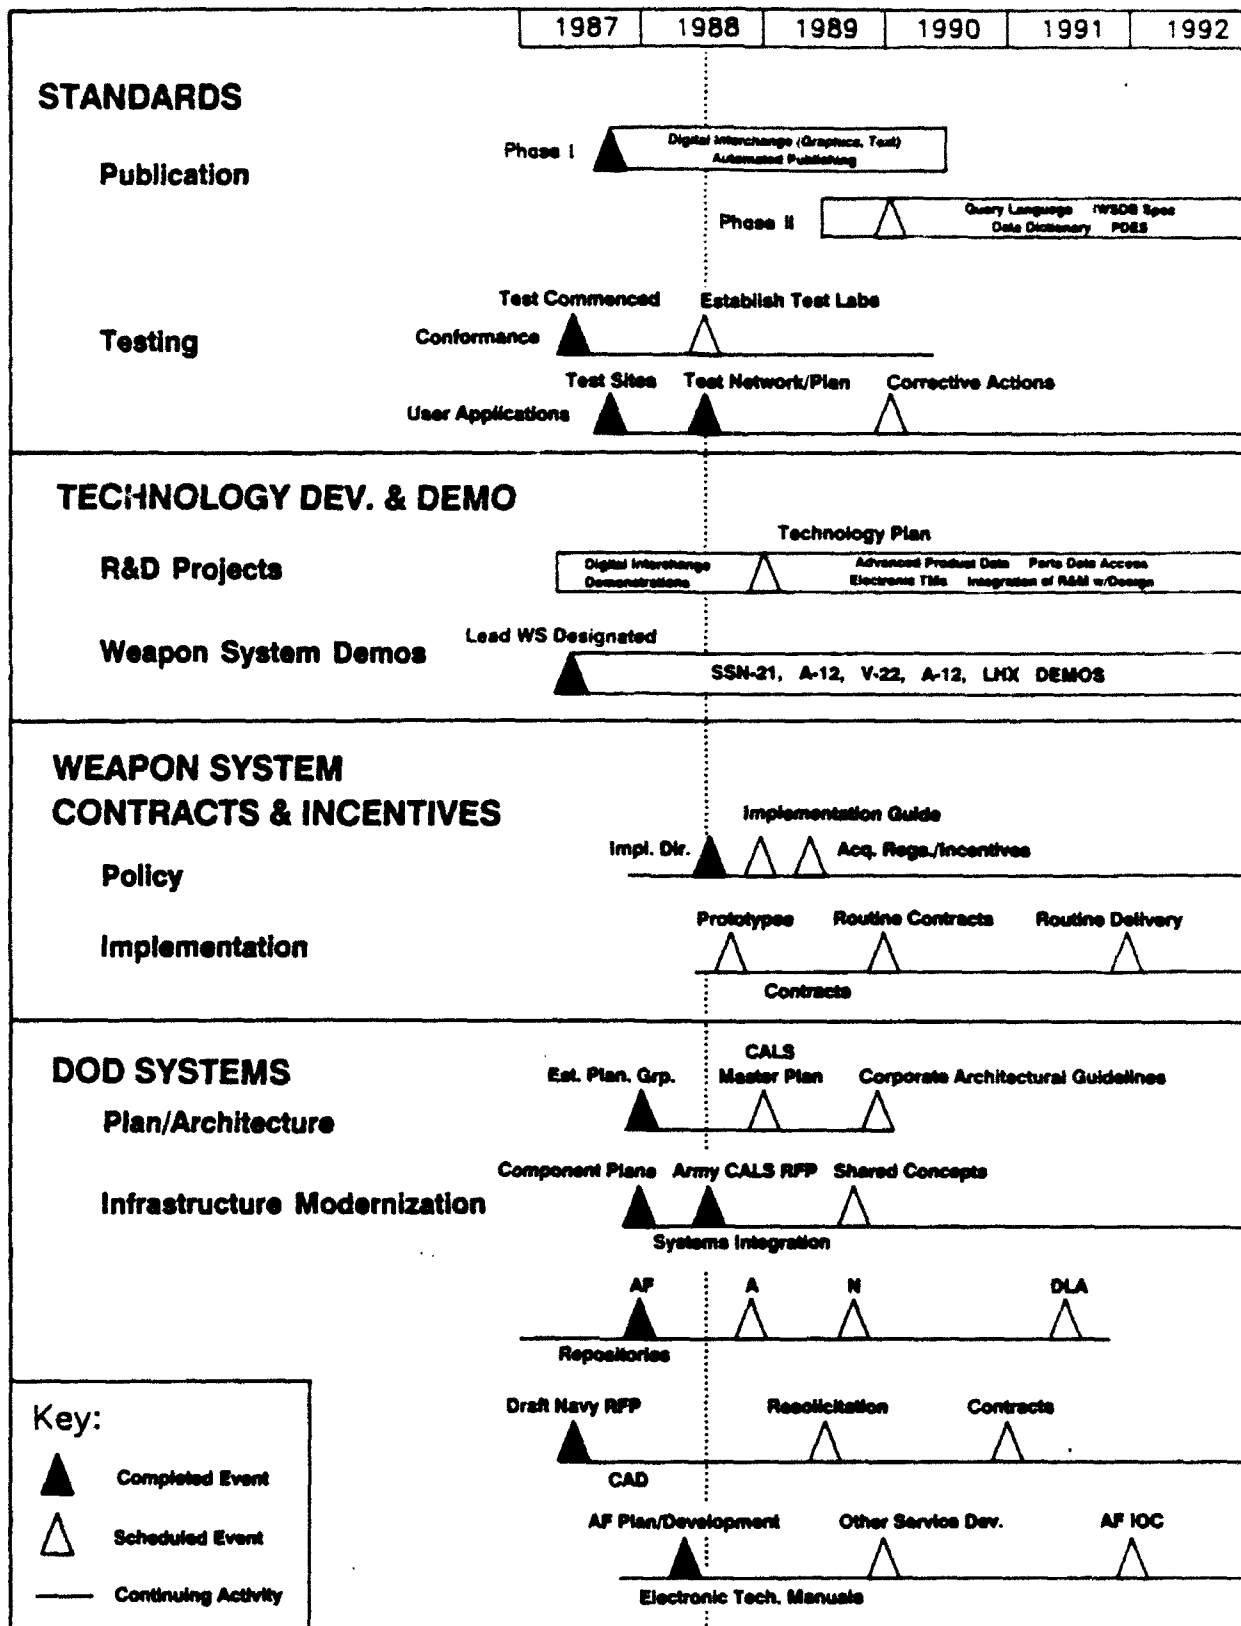 1987 1988 1989 1990 1991 1992
STANDARDS
Phase I
Digital Interchange (Graphics, Text)
Automated Publishing
Publication
Phase II
Query Language IWSDB Spec
Data Dictionary PDES
Test Commenced Establish Test Labs
Testing
Conformance
Test Sites Test Network/Plan Corrective Actions
User Applications
TECHNOLOGY DEV. & DEMO
Technology Plan
R&D Projects
Digital Interchange
Demonstrations
Advanced Product Data Parts Data Access
Electronic TMs Integration of R&M w/Design
Lead WS Designated
Weapon System Demos
SSN-21, A-12, V-22, A-12, LHX DEMOS
WEAPON SYSTEM
CONTRACTS & INCENTIVES
Implementation Guide
Impl. Dir.
Acq. Regs./Incentives
Policy
Prototypes Routine Contracts Routine Delivery
Implementation
Contracts
DOD SYSTEMS
Est. Plan. Grp.
CALS
Master Plan
Corporate Architectural Guidelines
Plan/Architecture
Component Plans Army CALS RFP Shared Concepts
Infrastructure Modernization
Systems Integration
AF A N DLA
Repositories
Draft Navy RFP Resolicitation Contracts
CAD
AF Plan/Development Other Service Dev. AF IOC
Electronic Tech. Manuals
Key:
Completed Event
Scheduled Event
Continuing Activity